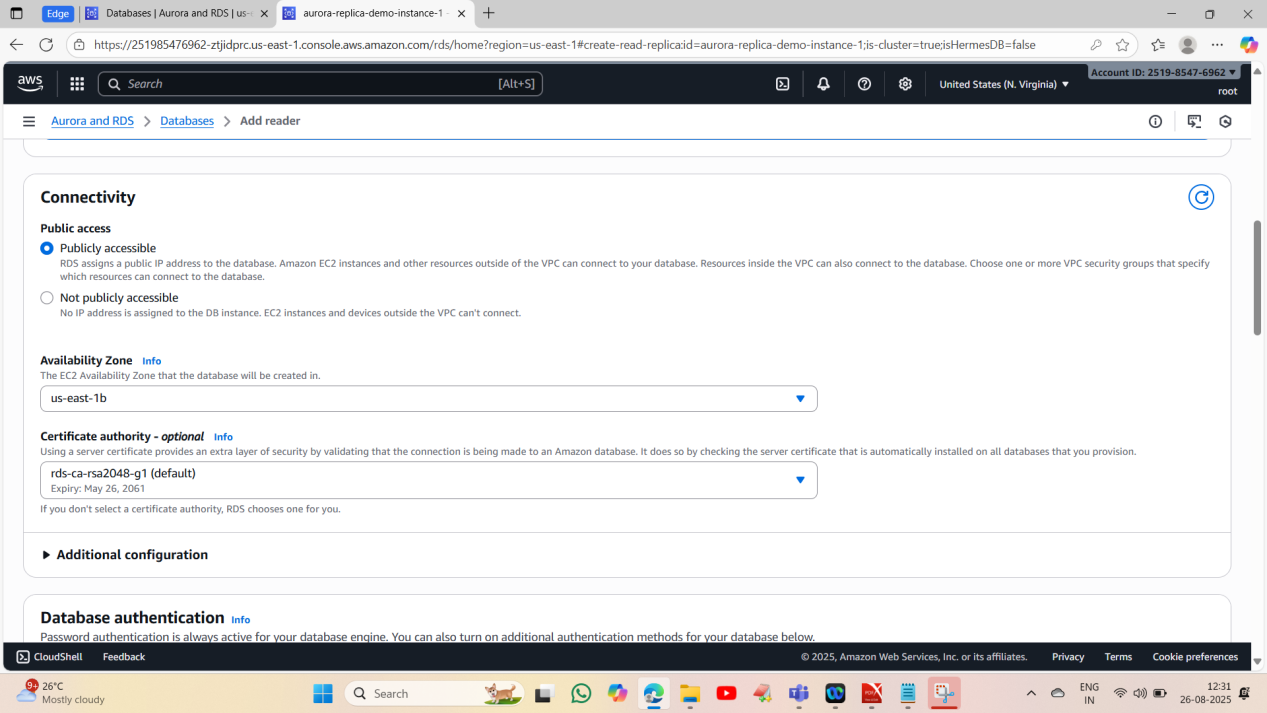 Edge
Databases | Aurora and RDS | us-
aurora-replica-demo-instance-1 -
https://251985476962-ztjidprc.us-east-1.console.aws.amazon.com/rds/home?region=us-east-1#create-read-replica:id=aurora-replica-demo-instance-1;is-cluster=true;isHermesDB=false
aws
Search
[Alt+S]
United States (N. Virginia)
Account ID: 2519-8547-6962
root
Aurora and RDS
Databases
Add reader
Connectivity
Public access
Publicly accessible
RDS assigns a public IP address to the database. Amazon EC2 instances and other resources outside of the VPC can connect to your database. Resources inside the VPC can also connect to the database. Choose one or more VPC security groups that specify
which resources can connect to the database.
Not publicly accessible
No IP address is assigned to the DB instance. EC2 instances and devices outside the VPC can't connect.
Availability Zone Info
The EC2 Availability Zone that the database will be created in.
us-east-1b
Certificate authority - optional Info
Using a server certificate provides an extra layer of security by validating that the connection is being made to an Amazon database. It does so by checking the server certificate that is automatically installed on all databases that you provision.
rds-ca-rsa2048-g1 (default)
Expiry: May 26, 2061
If you don't select a certificate authority, RDS chooses one for you.
Additional configuration
Database authentication Info
Password authentication is always active for your database engine. You can also turn on additional authentication methods for your database below.
CloudShell
Feedback
© 2025, Amazon Web Services, Inc. or its affiliates.
Privacy
Terms
Cookie preferences
9+
26°C
Mostly cloudy
Search
ENG
IN
12:31
26-08-2025